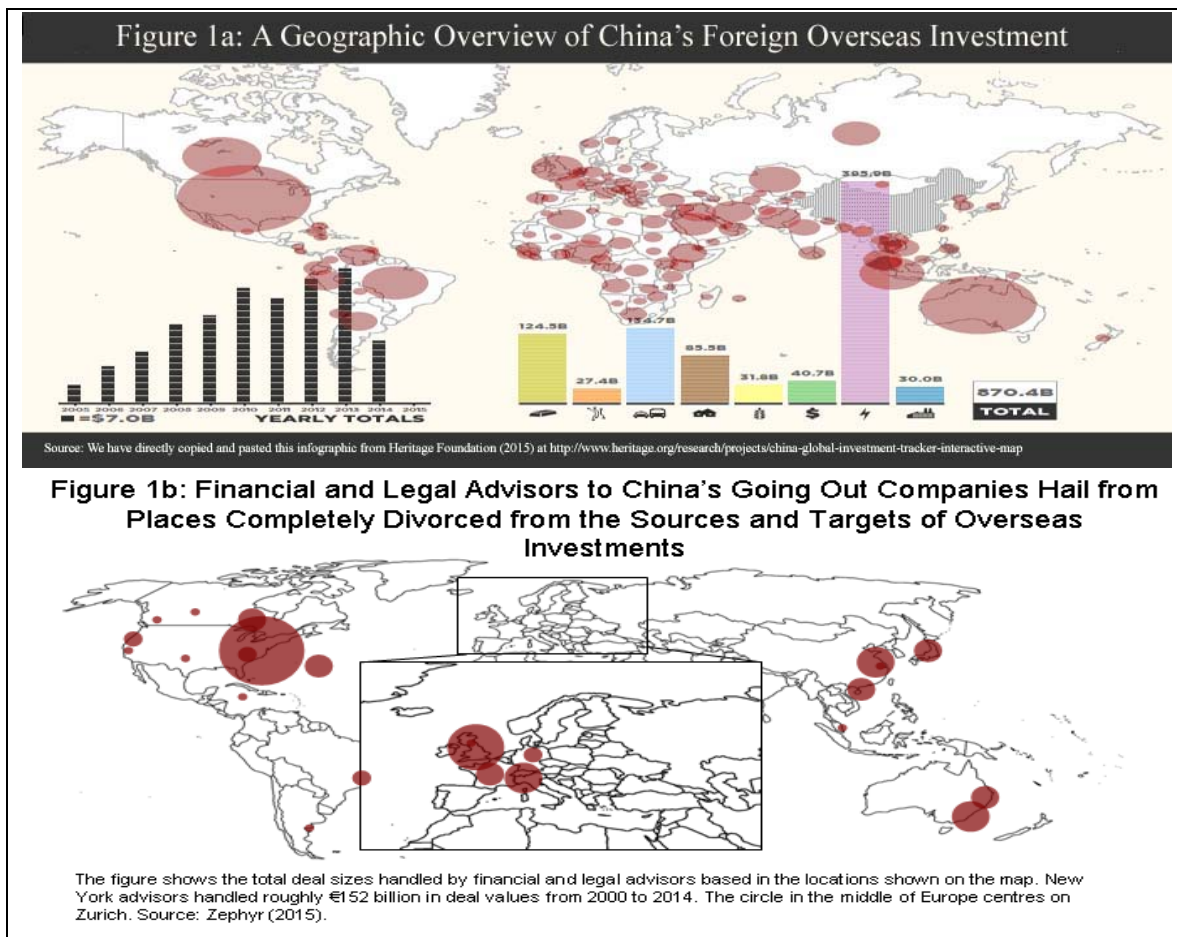 Figure 1a: A Geographic Overview of China's Foreign Overseas Investment
395.9B
124.5B
134.7B
27.4B
85.5B
31.8B
40.7B
30.0B
870.4B
TOTAL
2005 2006 2007 2008 2009 2010 2011 2012 2013 2014 2015
=$7.0B YEARLY TOTALS
$
Source: We have directly copied and pasted this infographic from Heritage Foundation (2015) at http://www.heritage.org/research/projects/china-global-investment-tracker-interactive-map
Figure 1b: Financial and Legal Advisors to China's Going Out Companies Hail from
Places Completely Divorced from the Sources and Targets of Overseas
Investments
The figure shows the total deal sizes handled by financial and legal advisors based in the locations shown on the map. New
York advisors handled roughly €152 billion in deal values from 2000 to 2014. The circle in the middle of Europe centres on
Zurich. Source: Zephyr (2015).